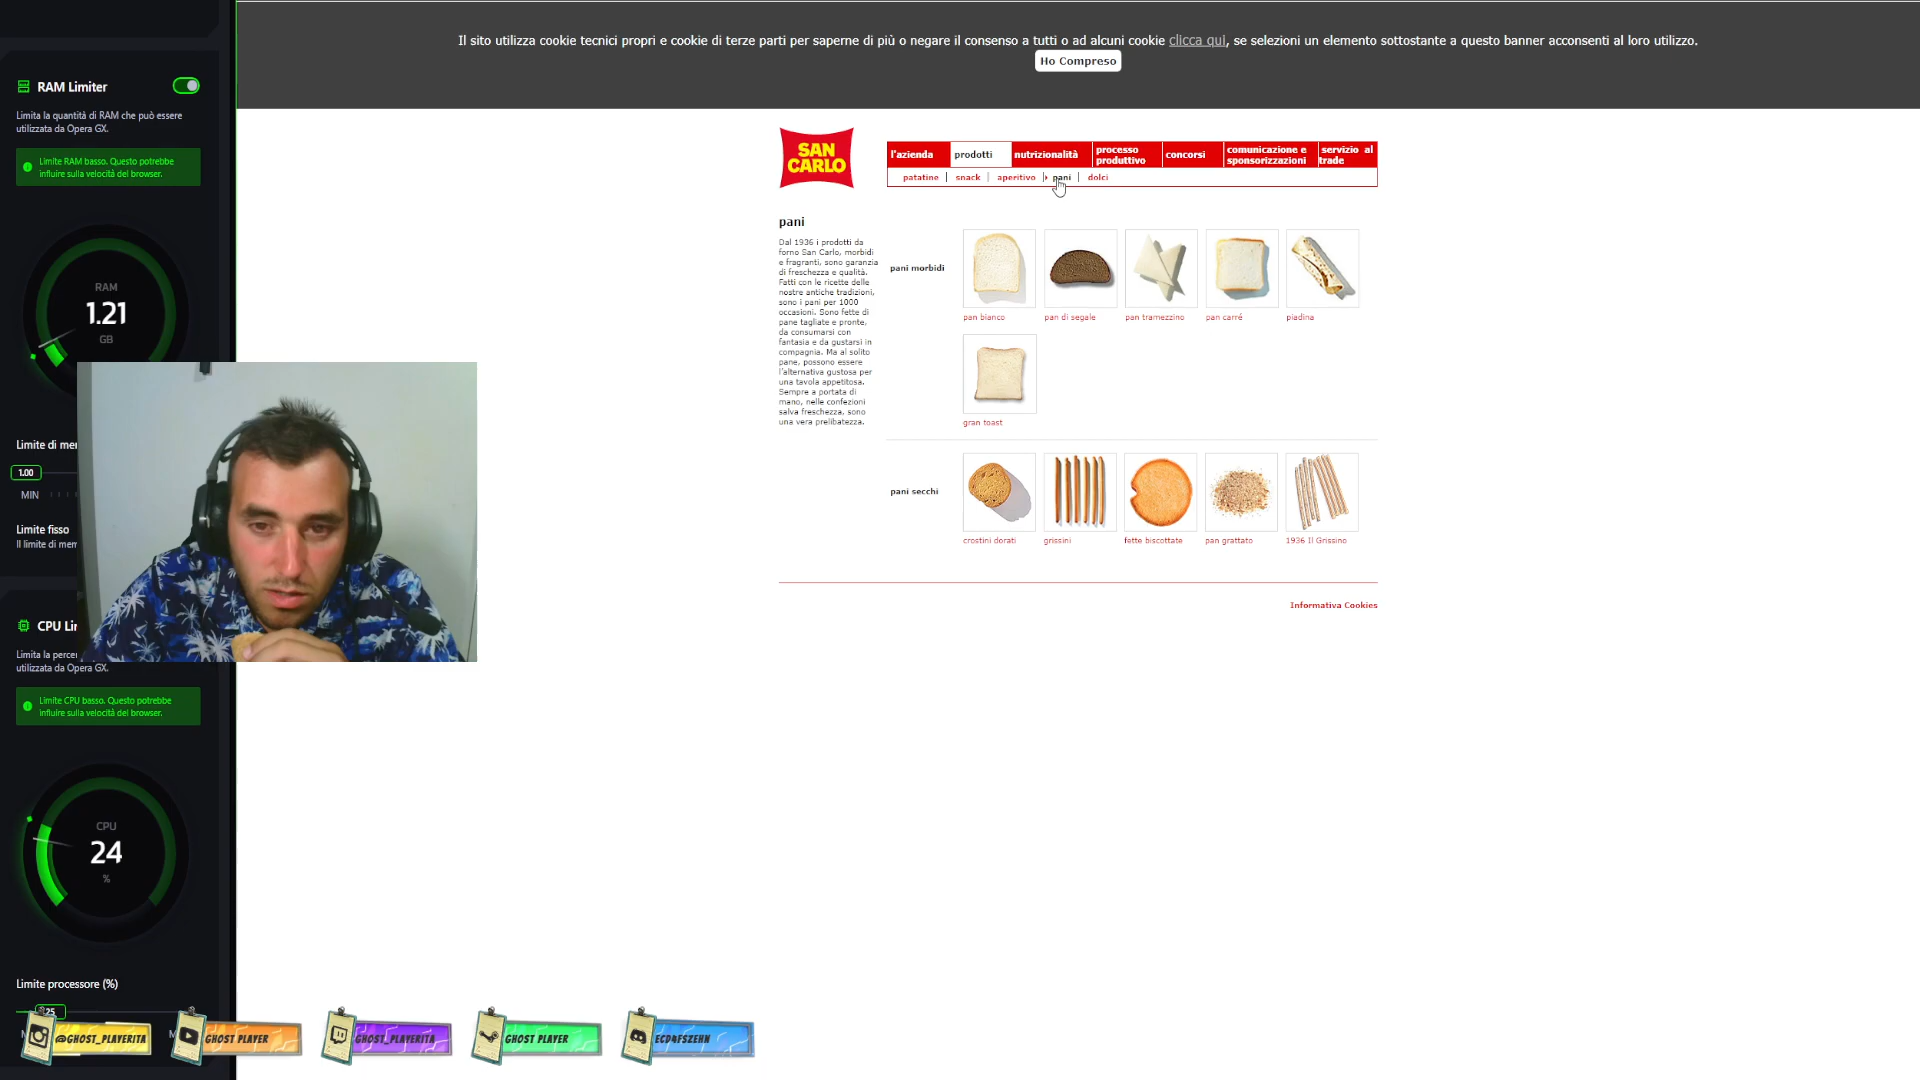 Il sito utilizza cookie tecnici propri e cookie di terze parti per saperne di più o negare il consenso a tutti o ad alcuni cookie clicca qui, se selezioni un elemento sottostante a questo banner acconsenti al loro utilizzo.
Ho Compreso
RAM Limiter
Limita la quantità di RAM che può essere
utilizzata da Opera GX.
Limite RAM basso. Questo potrebbe
influire sulla velocità del browser.
RAM
1.21
GB
Limite di mem
1.00
MIN
Limite fisso
Il limite di mem
CPU Lir
Limita la percen
utilizzata da Opera GX.
Limite CPU basso. Questo potrebbe
influire sulla velocità del browser.
CPU
24
%
Limite processore (%)
25
SAN
CARLO
l'azienda
prodotti
nutrizionalità
processo
produttivo
concorsi
comunicazione e
sponsorizzazioni
servizio al
trade
patatine
snack
aperitivo
pani
dolci
pani
Dal 1936 i prodotti da
forno San Carlo, morbidi
e fragranti, sono garanzia
di freschezza e qualità.
Fatti con le ricette delle
nostre antiche tradizioni,
sono i pani per 1000
occasioni. Sono fette di
pane tagliate e pronte,
da consumarsi con
fantasia e da gustarsi in
compagnia. Ma al solito
pane, possono essere
l'alternativa gustosa per
una tavola appetitosa.
Sempre a portata di
mano, nelle confezioni
salva freschezza, sono
una vera prelibatezza.
pani morbidi
pan bianco
pan di segale
pan tramezzino
pan carré
piadina
gran toast
pani secchi
crostini dorati
grissini
fette biscottate
pan grattato
1936 Il Grissino
Informativa Cookies
@GHOST_PLAYERITA
GHOST PLAYER
GHOST_PLAYERITA
GHOST PLAYER
ECD4FSZEHN